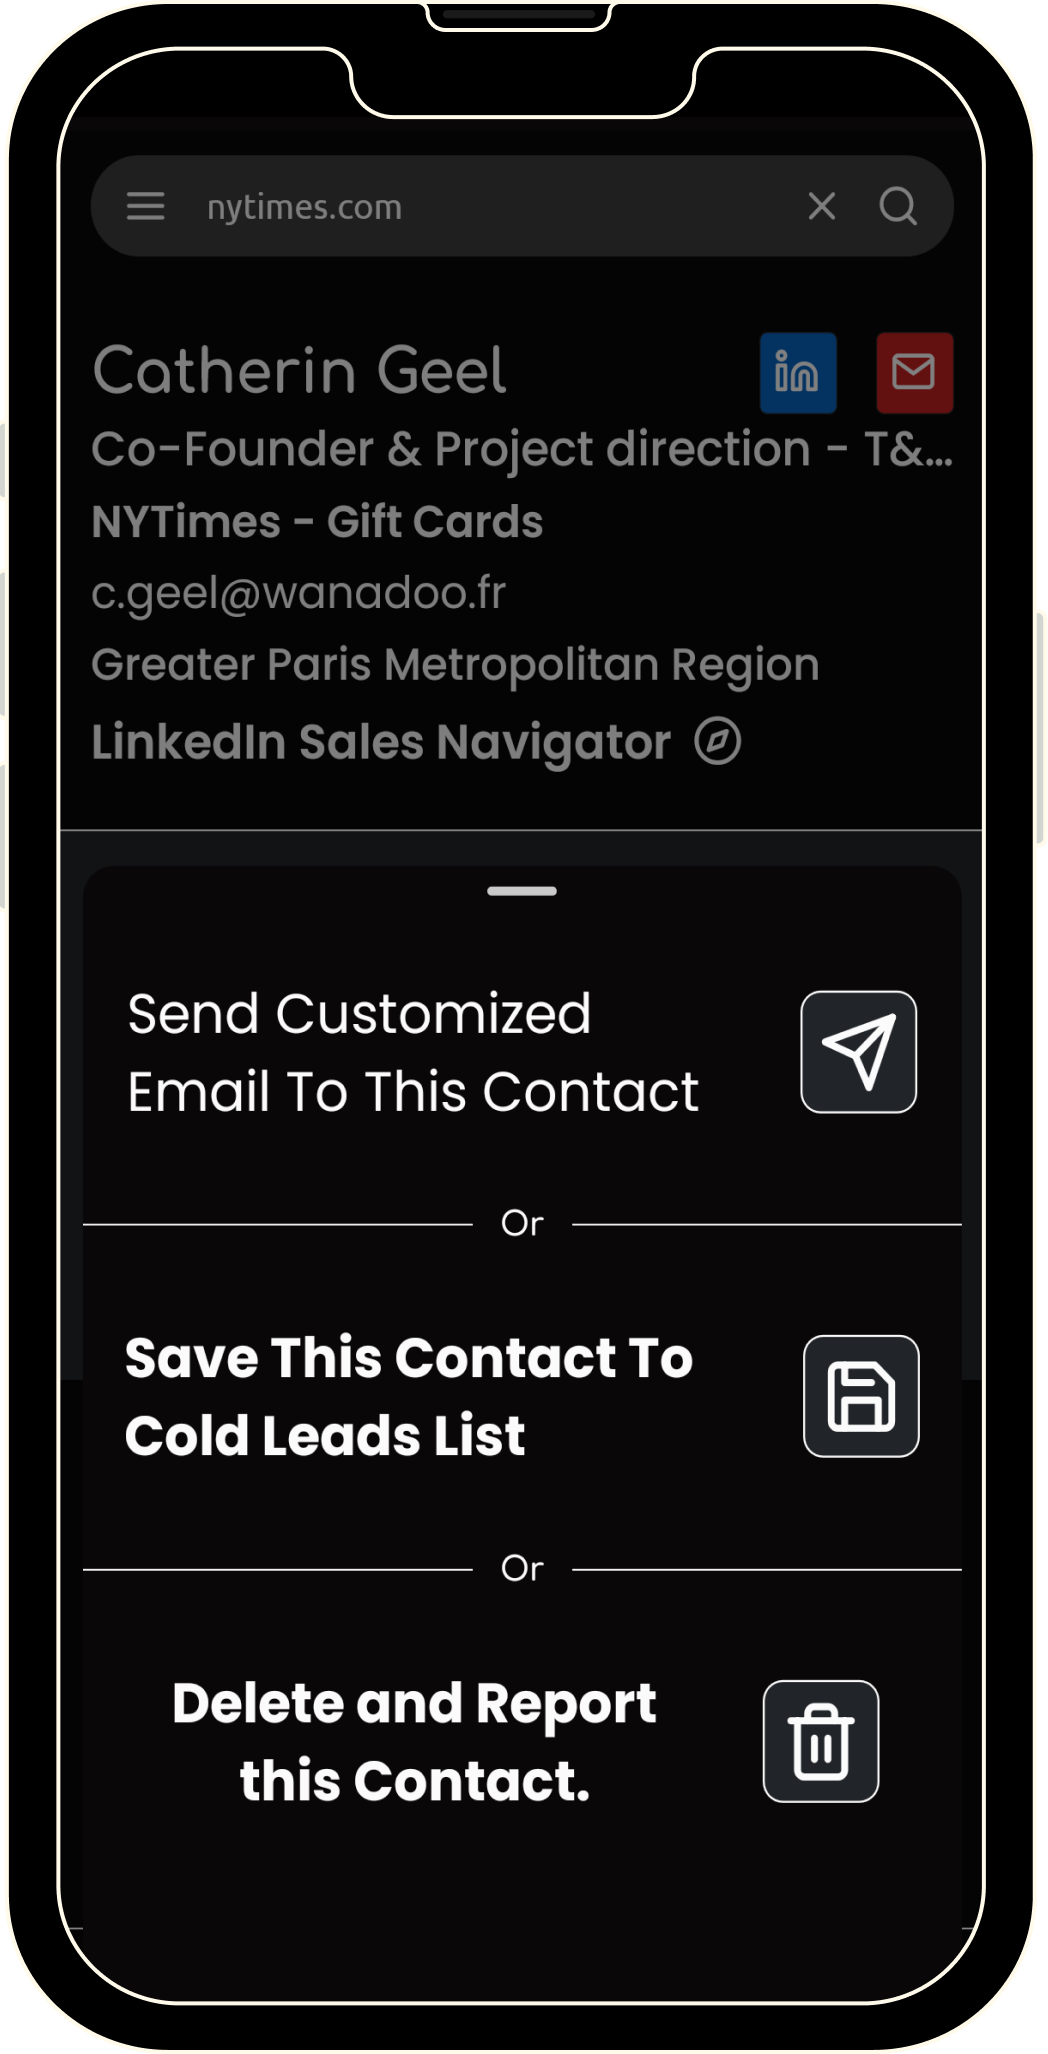 nytimes.com
Catherin Geel
in
Co-Founder & Project direction - T&...
NYTimes - Gift Cards
c.geel@wanadoo.fr
Greater Paris Metropolitan Region
LinkedIn Sales Navigator
Send Customized
Email To This Contact
Or
Save This Contact To
Cold Leads List
Or
Delete and Report
this Contact.